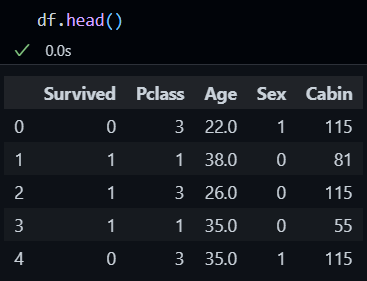 df.head()
0.0s
Survived Pclass Age Sex Cabin
0 0 3 22.0 1 115
1 1 1 38.0 0 81
2 1 3 26.0 0 115
3 1 1 35.0 0 55
4 0 3 35.0 1 115